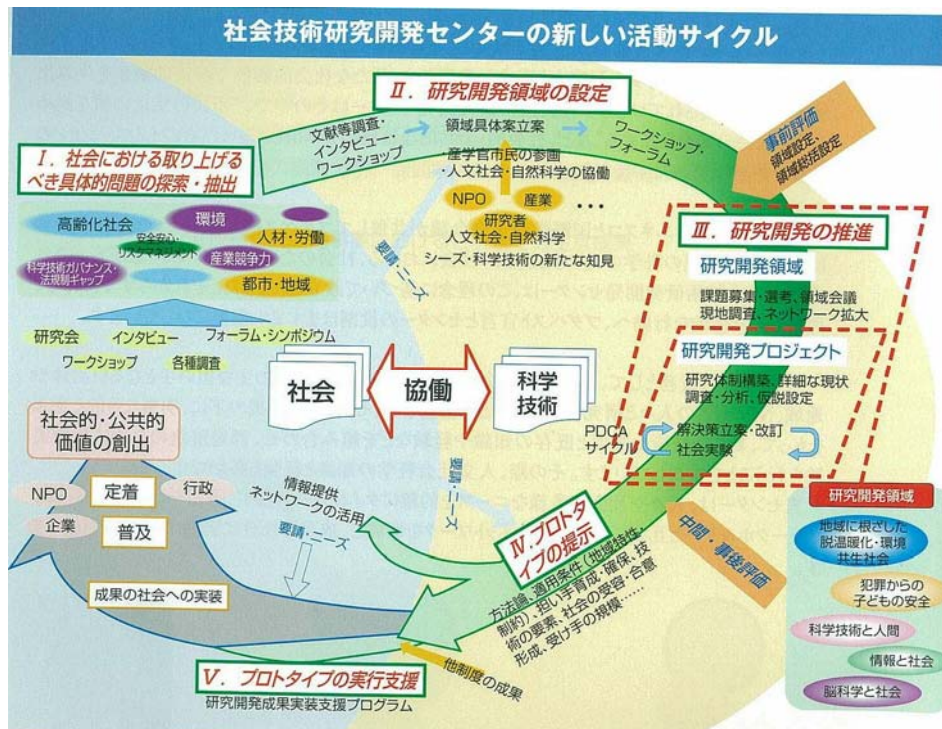 社会技術研究開発センターの新しい活動サイクル
Ⅱ. 研究開発領域の設定
文献等調査・
インタビュー・
ワークショップ
領域具体案立案
ワークショップ・
フォーラム
事前評価
領域設定、
領域総括設定
産学官市民の参画
・人文社会・自然科学の協働
NPO
産業
・・・
研究者
人文社会・自然科学
シーズ・科学技術の新たな知見
要請・ニーズ
Ⅰ. 社会における取り上げる
べき具体的問題の探索・抽出
高齢化社会
環境
安全安心・
リスクマネジメント
人材・労働
科学技術ガバナンス・
法規制ギャップ
産業競争力
都市・地域
研究会
インタビュー
フォーラム・シンポジウム
ワークショップ
各種調査
社会
協働
科学
技術
Ⅲ. 研究開発の推進
研究開発領域
課題募集・選考、領域会議
現地調査、ネットワーク拡大
研究開発プロジェクト
研究体制構築、詳細な現状
調査・分析、仮説設定
PDCA
サイクル
解決策立案・改訂
社会実験
社会的・公共的
価値の創出
NPO
定着
行政
企業
普及
成果の社会への実装
情報提供
ネットワークの活用
要請・ニーズ
要請・ニーズ
Ⅳ.プロトタ
イプの提示
方法論、適用条件(地域特性・
制約)、担い手育成・確保、技
術の要素、社会の受容・合意
形成、受け手の規模……
中間・事後評価
他制度の成果
Ⅴ. プロトタイプの実行支援
研究開発成果実装支援プログラム
研究開発領域
地域に根ざした
脱温暖化・環境
共生社会
犯罪からの
子どもの安全
科学技術と人間
情報と社会
脳科学と社会